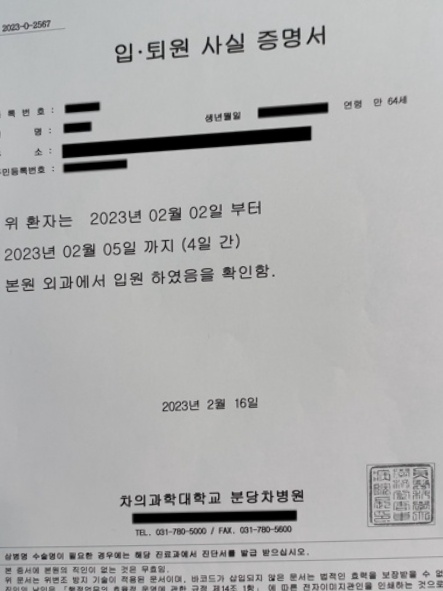 2023-0-2567
입·퇴원 사실 증명서
록 번 호 :
생년월일
연령 만 64세
명 :
소 :
민등록번호 :
위 환자는 2023년 02월 02일 부터
2023년 02월 05일 까지 (4일 간)
본원 외과에서 입원 하였음을 확인함.
2023년 2월 16일
차의과학대학교 분당차병원
TEL. 031-780-5000 / FAX. 031-780-5600
상병명 수술명이 필요한 경우에는 해당 진료과에서 진단서를 발급 받으십시오.
본 증서에 본원의 직인이 없는 것은 무효임.
위 문서는 위변조 방지 기술이 적용된 문서이며, 바코드가 삽입되지 않은 문서는 법적인 효력을 보장받을 수 없
직인의 날인은 「행정업무의 효율적 운영에 관한 규정 제14조 1항」 에 따른 전자이미지관인을 인쇄하는 것으로